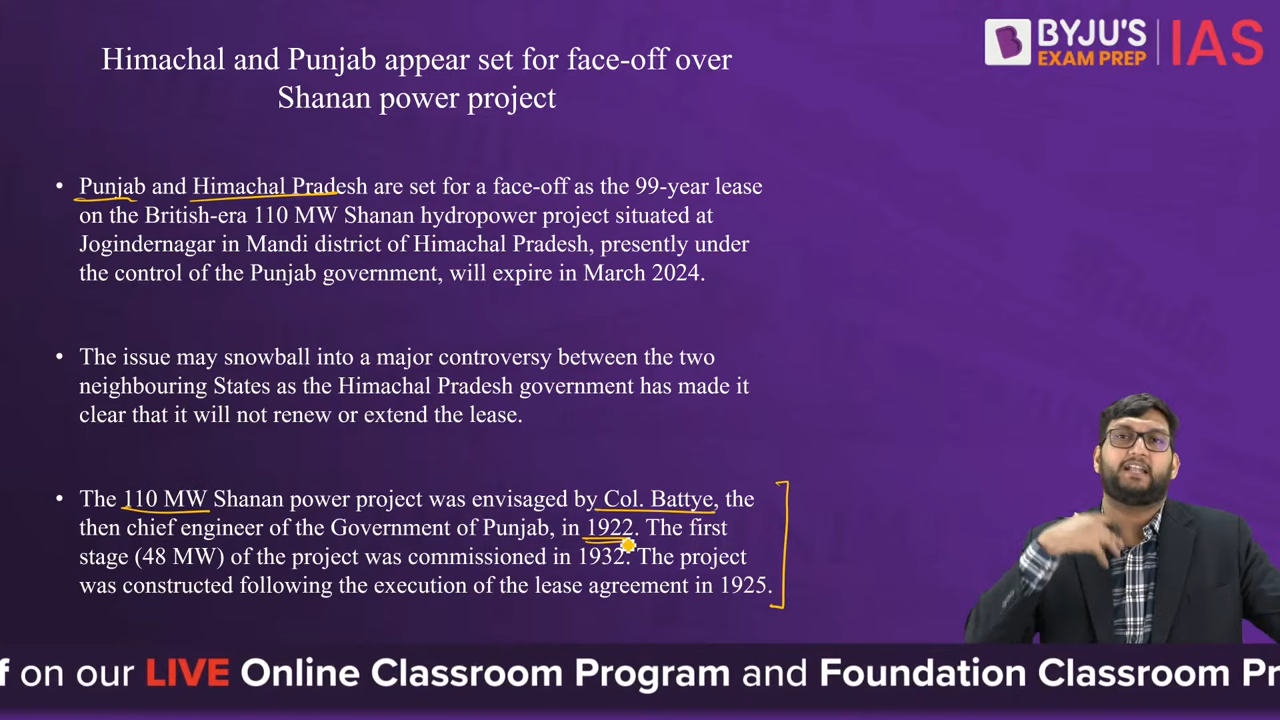 Himachal and Punjab appear set for face-off over
Shanan power project
BYJU'S
EXAM PREP
IAS
• Punjab and Himachal Pradesh are set for a face-off as the 99-year lease
on the British-era 110 MW Shanan hydropower project situated at
Jogindernagar in Mandi district of Himachal Pradesh, presently under
the control of the Punjab government, will expire in March 2024.
• The issue may snowball into a major controversy between the two
neighbouring States as the Himachal Pradesh government has made it
clear that it will not renew or extend the lease.
• The 110 MW Shanan power project was envisaged by Col. Battye, the
then chief engineer of the Government of Punjab, in 1922. The first
stage (48 MW) of the project was commissioned in 1932. The project
was constructed following the execution of the lease agreement in 1925.
f on our LIVE Online Classroom Program and Foundation Classroom Pr